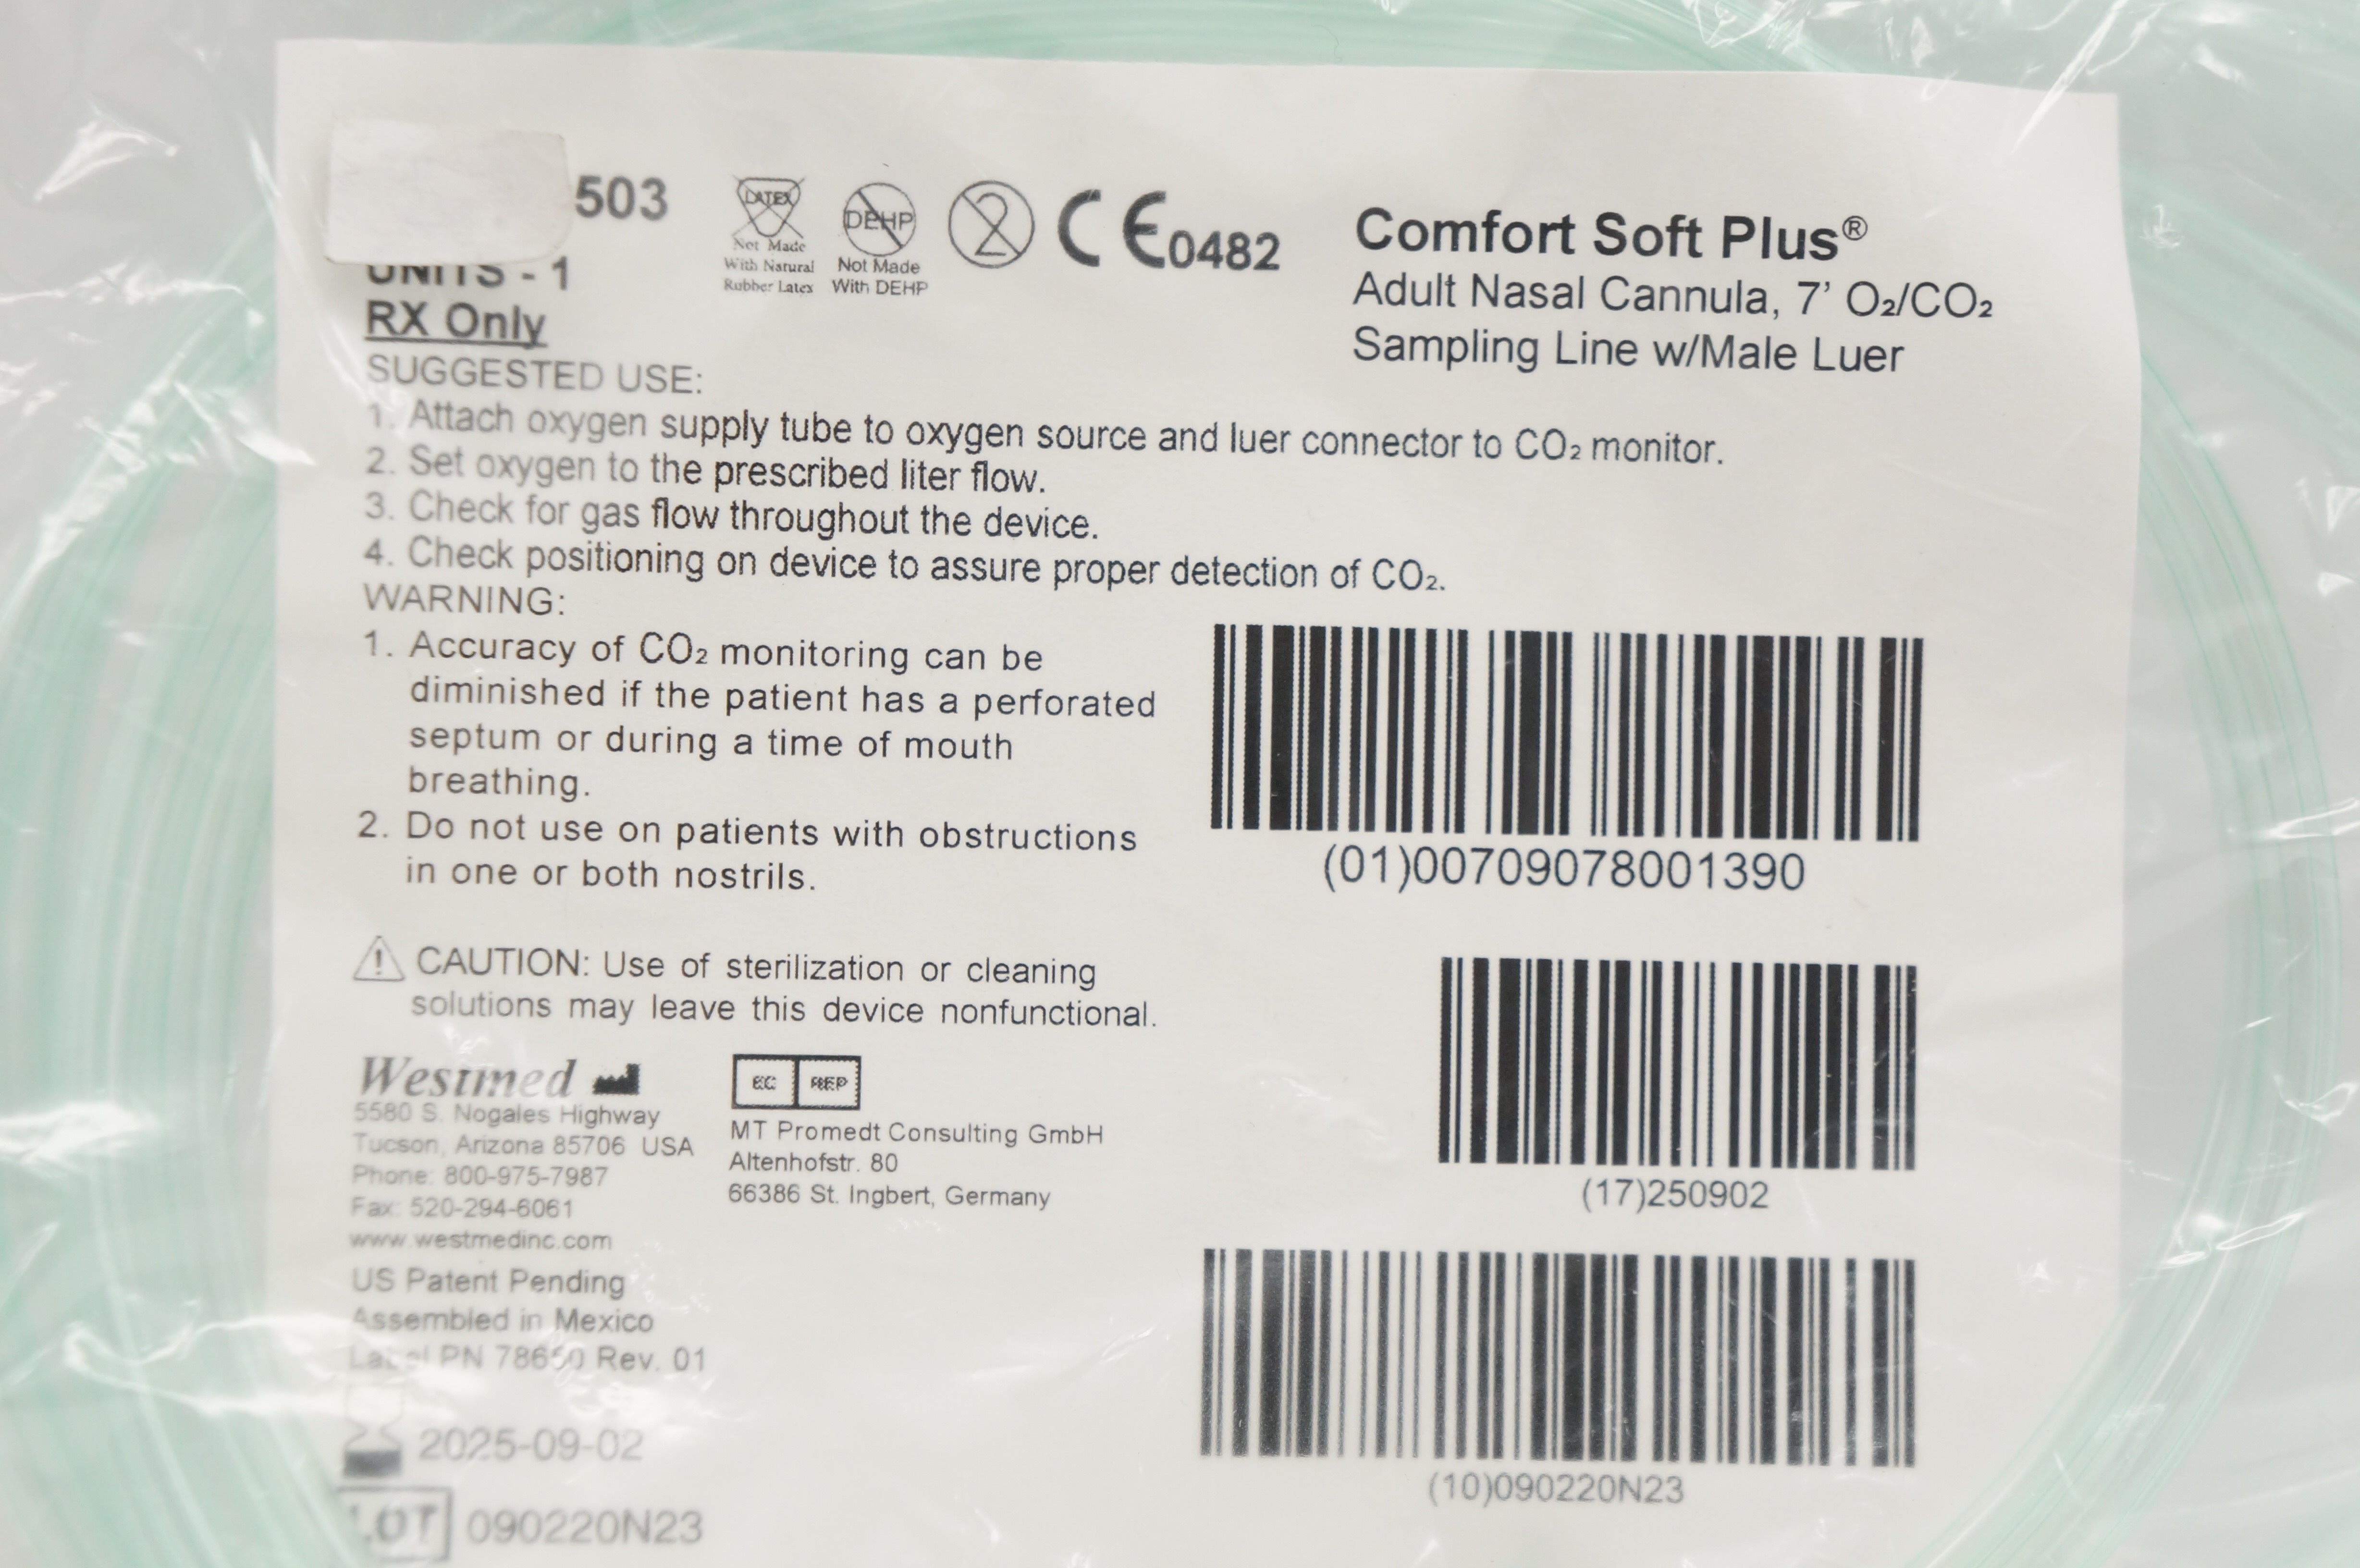 503
UNITS - 1
RX Only
LATEX
Not Made
With Natural
Rubber Latex
DEHP
Not Made
With DEHP
2
CE0482
Comfort Soft Plus®
Adult Nasal Cannula, 7’ O₂/CO₂
Sampling Line w/Male Luer
SUGGESTED USE:
1. Attach oxygen supply tube to oxygen source and luer connector to CO₂ monitor.
2. Set oxygen to the prescribed liter flow.
3. Check for gas flow throughout the device.
4. Check positioning on device to assure proper detection of CO₂.
WARNING:
1. Accuracy of CO₂ monitoring can be
diminished if the patient has a perforated
septum or during a time of mouth
breathing.
2. Do not use on patients with obstructions
in one or both nostrils.
(01)00709078001390
CAUTION: Use of sterilization or cleaning
solutions may leave this device nonfunctional.
(17)250902
Westmed
5580 S. Nogales Highway
Tucson, Arizona 85706 USA
Phone: 800-975-7987
Fax: 520-294-6061
www.westmedinc.com
EC REP
MT Promedt Consulting GmbH
Altenhofstr. 80
66386 St. Ingbert, Germany
US Patent Pending
Assembled in Mexico
Label PN Rev. 01
2025-09-02
LOT 090220N23
(10)090220N23